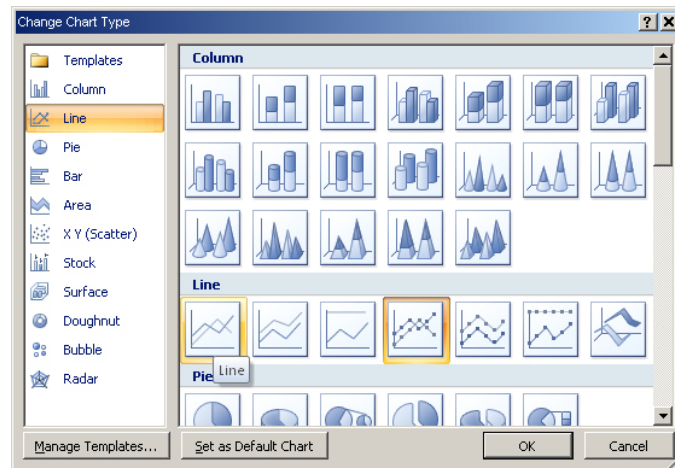 Change Chart Type
Templates
Column
Line
Pie
Bar
Area
X Y (Scatter)
Stock
Surface
Doughnut
Bubble
Radar
Column
Line
Line
Pie
Manage Templates...
Set as Default Chart
OK
Cancel